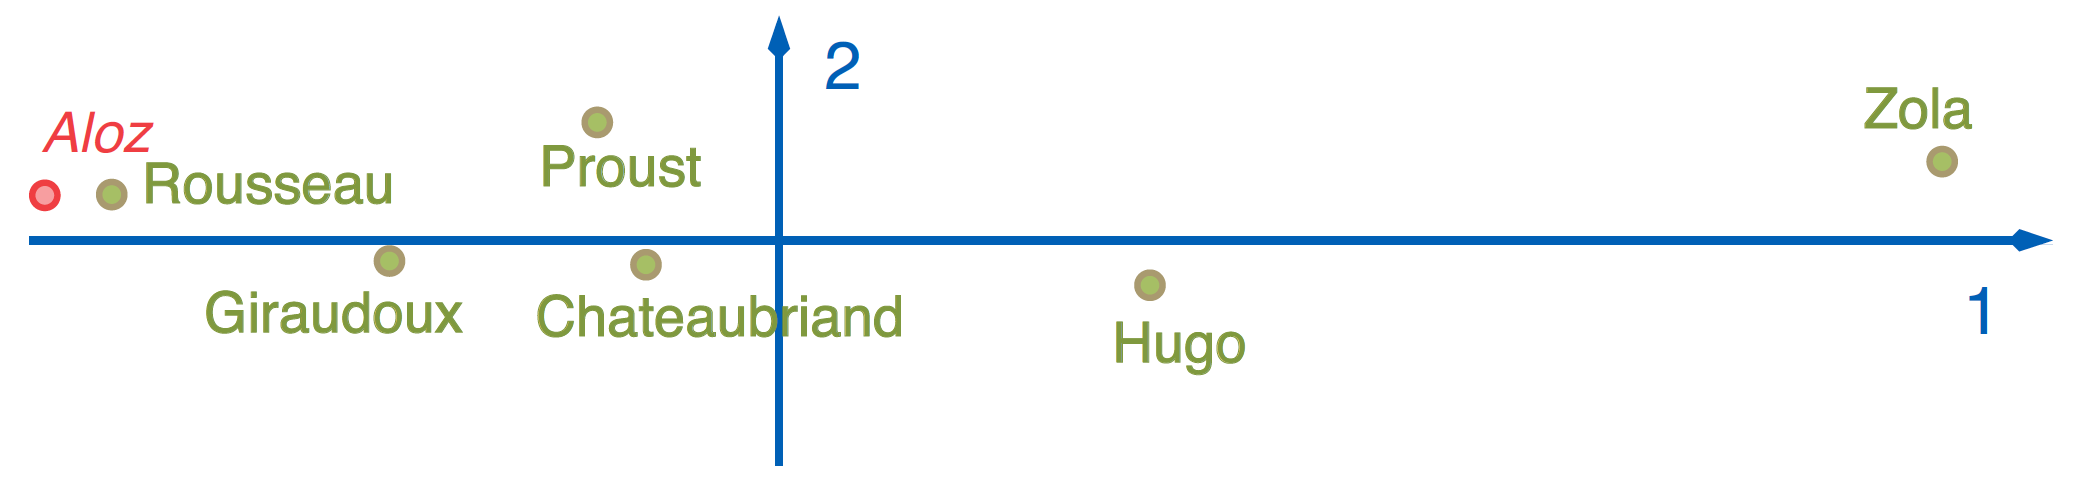 2
Zola
Aloz
Proust
Rousseau
Giraudoux
Chateaubriand
1
Hugo